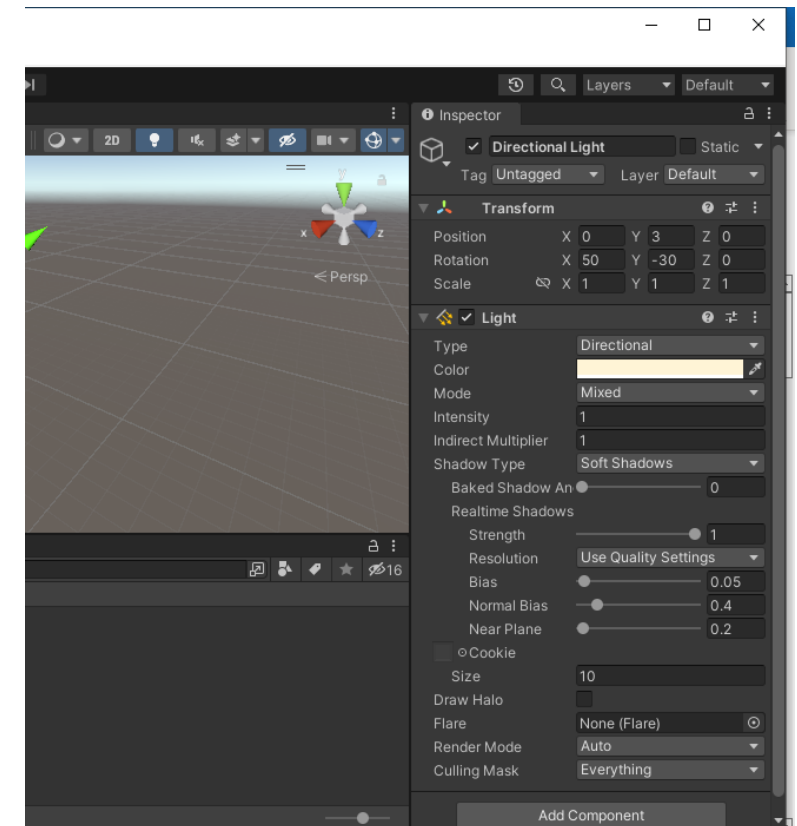 Layers Default
Inspector
2D
Directional Light Static
Tag Untagged Layer Default
Transform
y
x z
Persp
Position X 0 Y 3 Z 0
Rotation X 50 Y -30 Z 0
Scale X 1 Y 1 Z 1
Light
Type Directional
Color
Mode Mixed
Intensity 1
Indirect Multiplier 1
Shadow Type Soft Shadows
Baked Shadow An 0
Realtime Shadows
Strength 1
Resolution Use Quality Settings
16
Bias 0.05
Normal Bias 0.4
Near Plane 0.2
Cookie
Size 10
Draw Halo
Flare None (Flare)
Render Mode Auto
Culling Mask Everything
Add Component